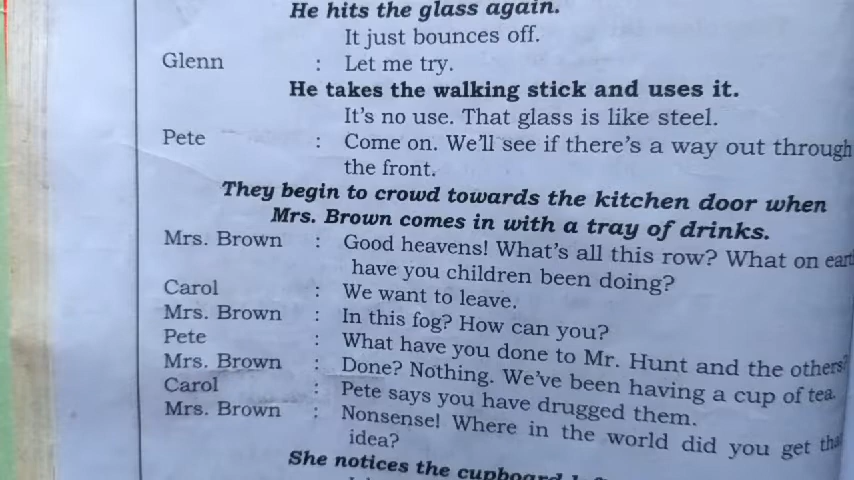 He hits the glass again.
It just bounces off.
Glenn : Let me try.
He takes the walking stick and uses it.
It's no use. That glass is like steel.
Pete : Come on. We'll see if there's a way out through
the front.
They begin to crowd towards the kitchen door when
Mrs. Brown comes in with a tray of drinks.
Mrs. Brown : Good heavens! What's all this row? What on eart
have you children been doing?
Carol : We want to leave.
Mrs. Brown : In this fog? How can you?
Pete : What have you done to Mr. Hunt and the others?
Mrs. Brown : Done? Nothing. We've been having a cup of tea.
Carol : Pete says you have drugged them.
Mrs. Brown : Nonsense! Where in the world did you get tha
idea?
She notices the cupboard